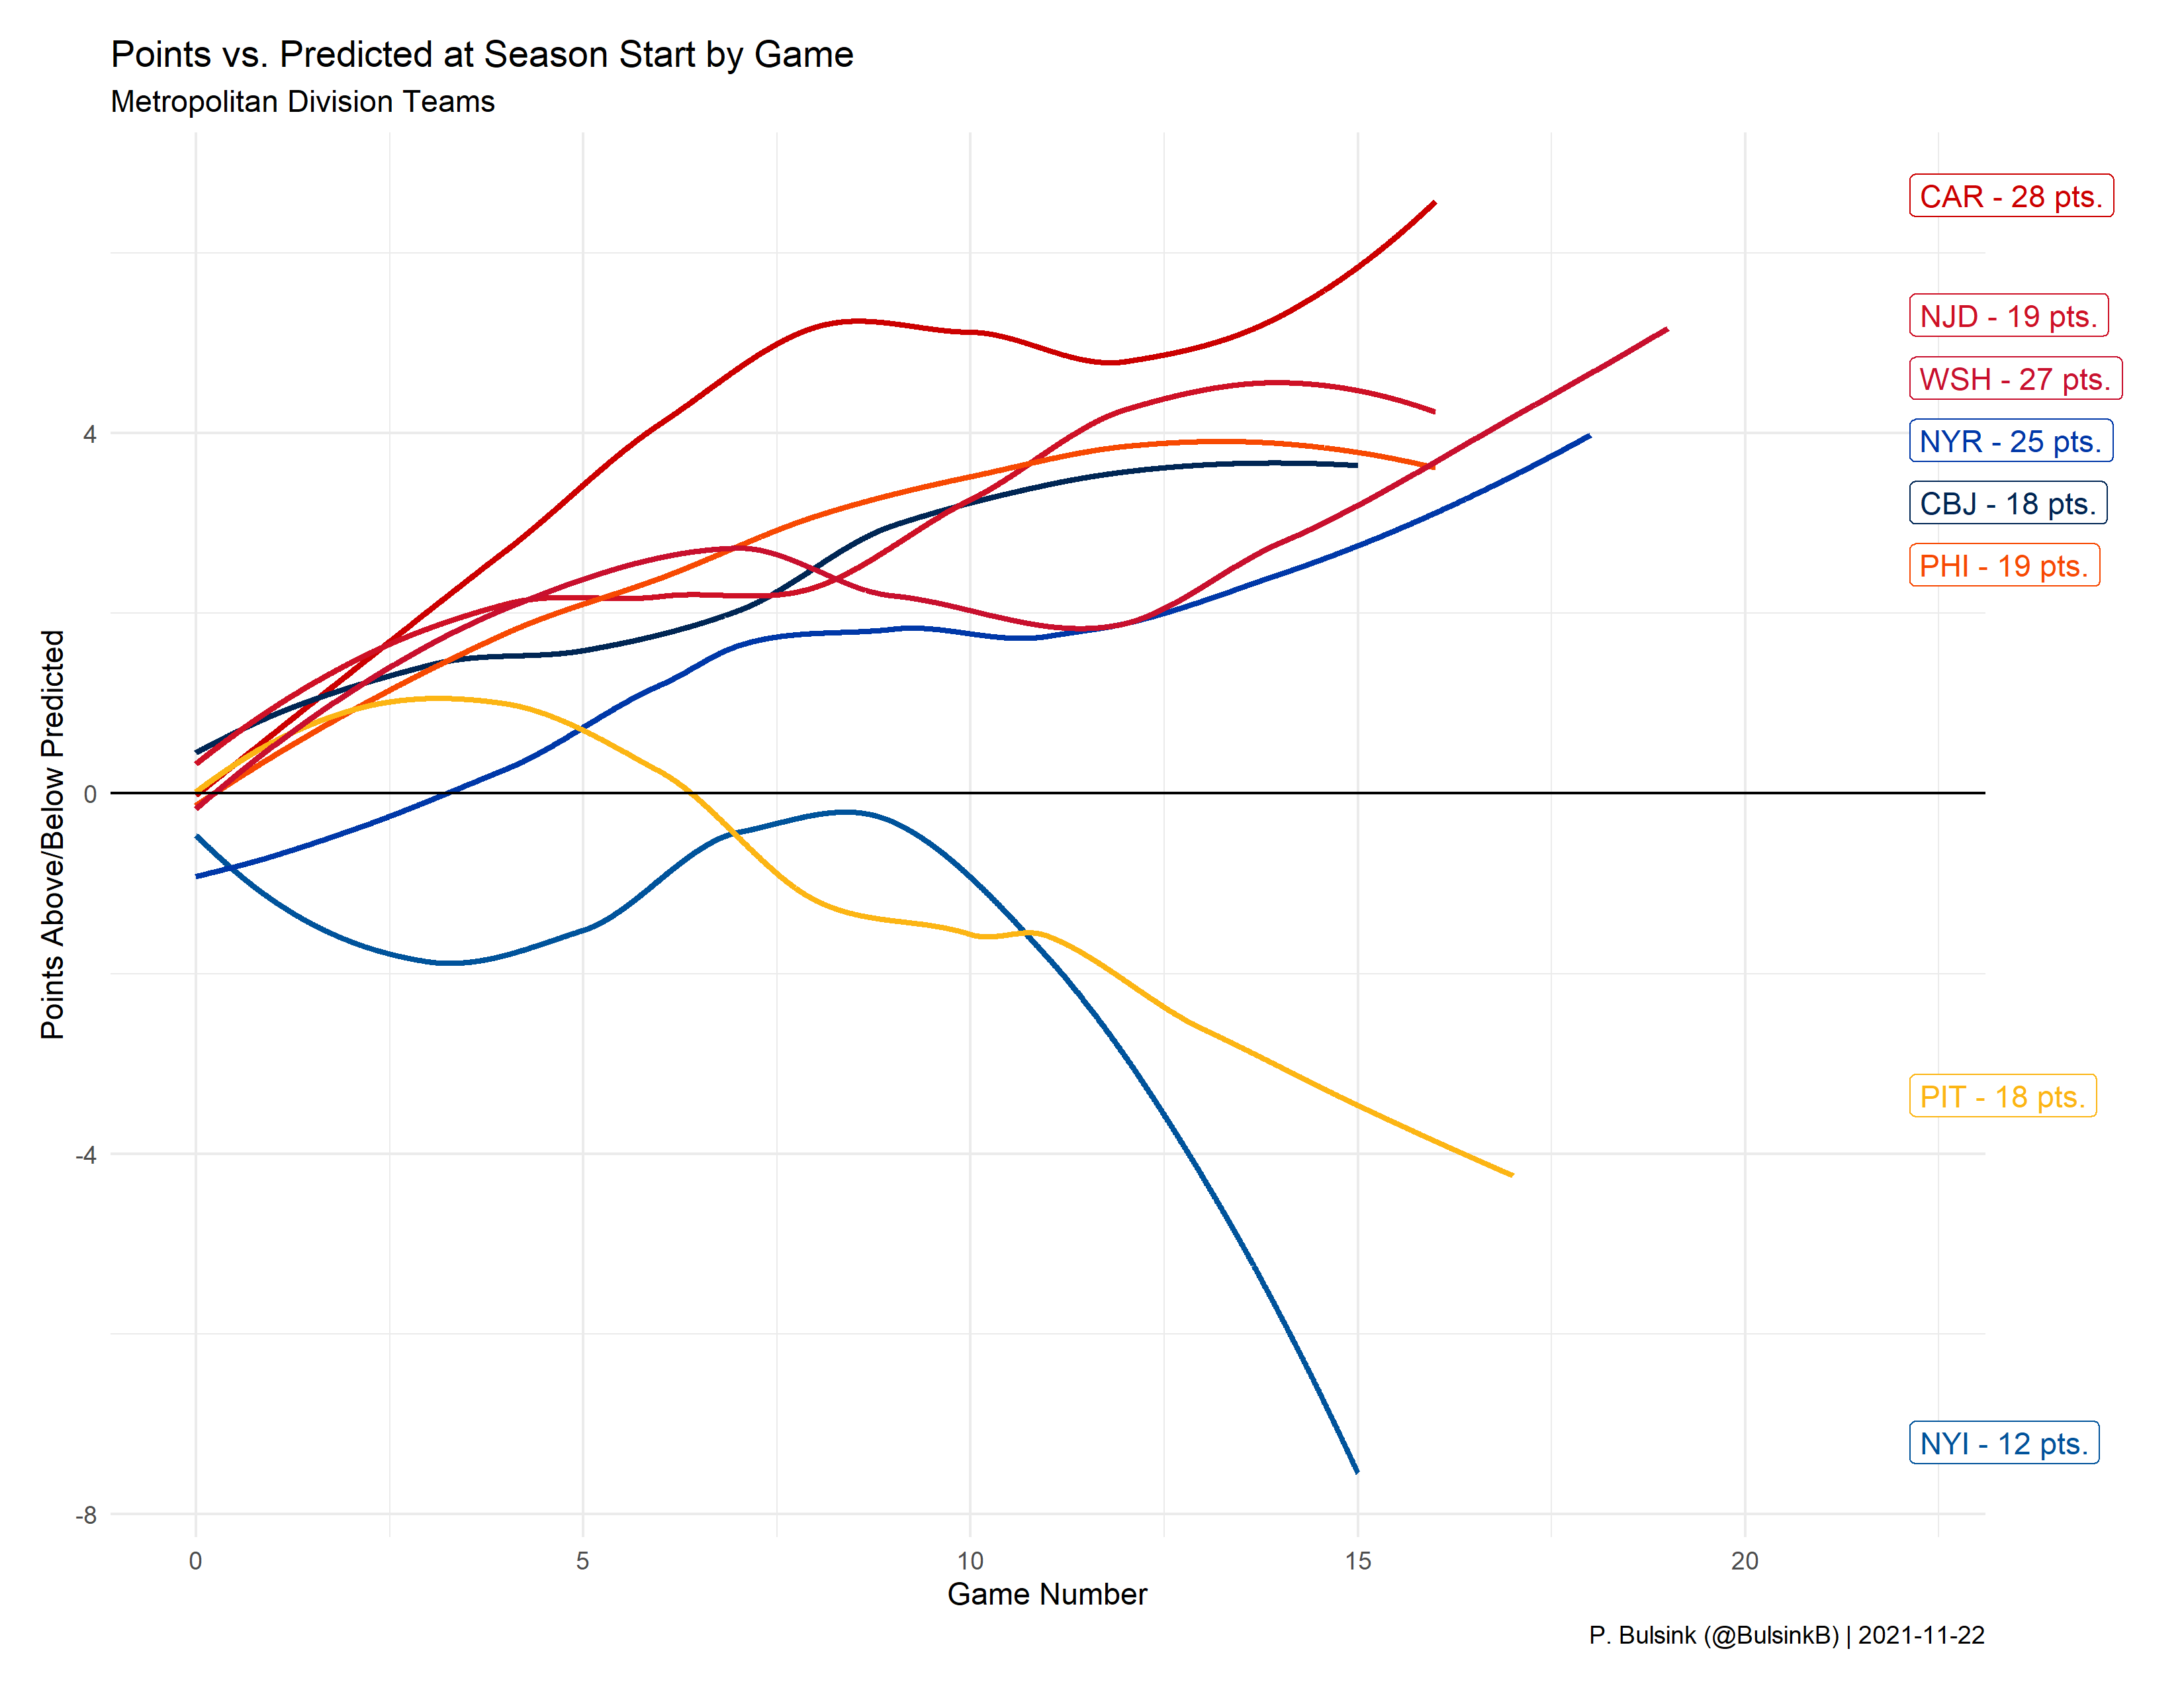 Points vs. Predicted at Season Start by Game
Metropolitan Division Teams
Points Above/Below Predicted
4
0
-4
-8
CAR - 28 pts.
NJD - 19 pts.
WSH - 27 pts.
NYR - 25 pts.
CBJ - 18 pts.
PHI - 19 pts.
PIT - 18 pts.
NYI - 12 pts.
0 5 10 15 20
Game Number
P. Bulsink (@BulsinkB) | 2021-11-22